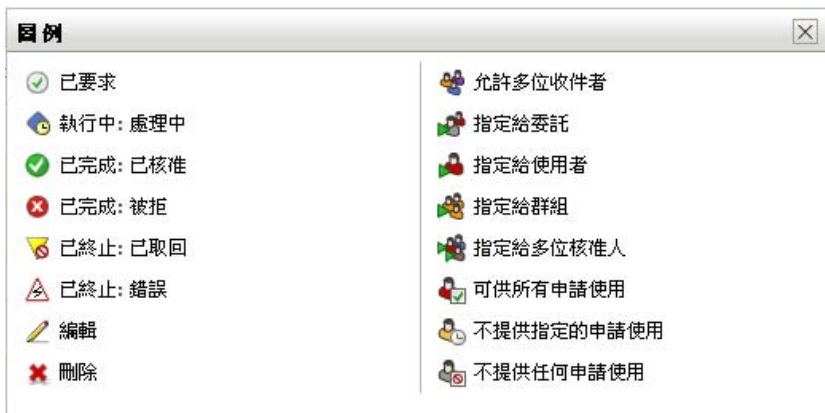 圖例
已要求
執行中: 處理中
已完成: 已核准
已完成: 被拒
已終止: 已取回
已終止: 錯誤
編輯
刪除
允許多位收件者
指定給委託
指定給使用者
指定給群組
指定給多位核准人
可供所有申請使用
不提供指定的申請使用
不提供任何申請使用